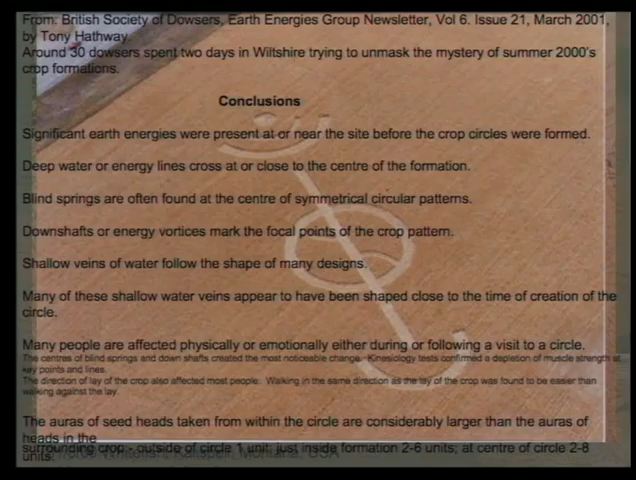 From: British Society of Dowsers, Earth Energies Group Newsletter, Vol 6. Issue 21, March 2001,
by Tony Hathway.
Around 30 dowsers spent two days in Wiltshire trying to unmask the mystery of summer 2000's
crop formations.
Conclusions
Significant earth energies were present at or near the site before the crop circles were formed.
Deep water or energy lines cross at or close to the centre of the formation.
Blind springs are often found at the centre of symmetrical circular patterns.
Downshafts or energy vortices mark the focal points of the crop pattern.
Shallow veins of water follow the shape of many designs.
Many of these shallow water veins appear to have been shaped close to the time of creation of the
circle.
Many people are affected physically or emotionally either during or following a visit to a circle.
The centres of blind springs and down shafts created the most noticeable change. Kinesiology tests confirmed a depletion of muscle strength at
key points and lines.
The direction of lay of the crop also affected most people. Walking in the same direction as the lay of the crop was found to be easier than
walking against the lay.
The auras of seed heads taken from within the circle are considerably larger than the auras of
heads in the
surrounding crop - outside of circle 1 unit; just inside formation 2-6 units; at centre of circle 2-8
units.
Kalispell, Montana, USA